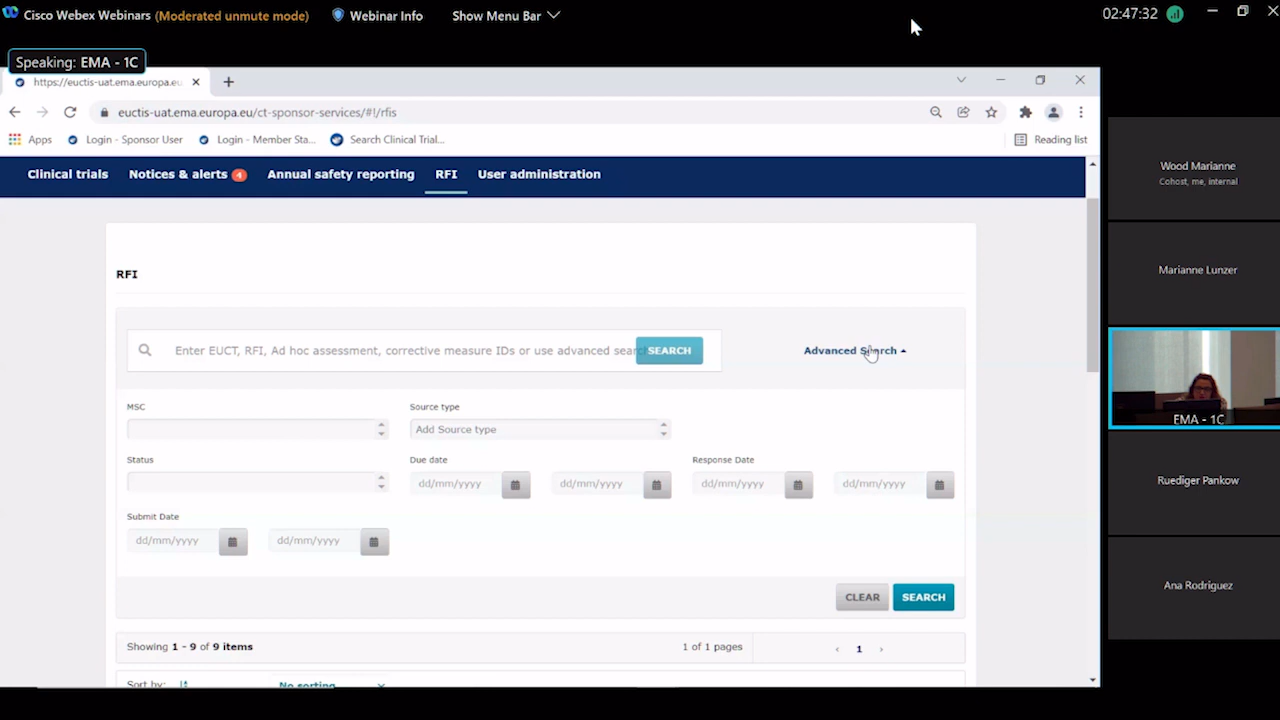 Cisco Webex Webinars (Moderated unmute mode) Webinar Info Show Menu Bar 02:47:32
Speaking: EMA - 1C
https://euctis-uat.ema.europa.eu
euctis-uat.ema.europa.eu/ct-sponsor-services/#!/rfis
Apps Login - Sponsor User Login - Member Sta... Search Clinical Trial... Reading list
Clinical trials Notices & alerts 4 Annual safety reporting RFI User administration
RFI
Enter EUCT, RFI, Ad hoc assessment, corrective measure IDs or use advanced sear SEARCH Advanced Search
MSC Source type
Add Source type
Status Due date Response Date
dd/mm/yyyy dd/mm/yyyy dd/mm/yyyy dd/mm/yyyy
Submit Date
dd/mm/yyyy dd/mm/yyyy
CLEAR SEARCH
Showing 1 - 9 of 9 items 1 of 1 pages ‹ 1 ›
Sort by: No sorting
Wood Marianne
Cohost, me, internal
Marianne Lunzer
EMA - 1C
Ruediger Pankow
Ana Rodriguez